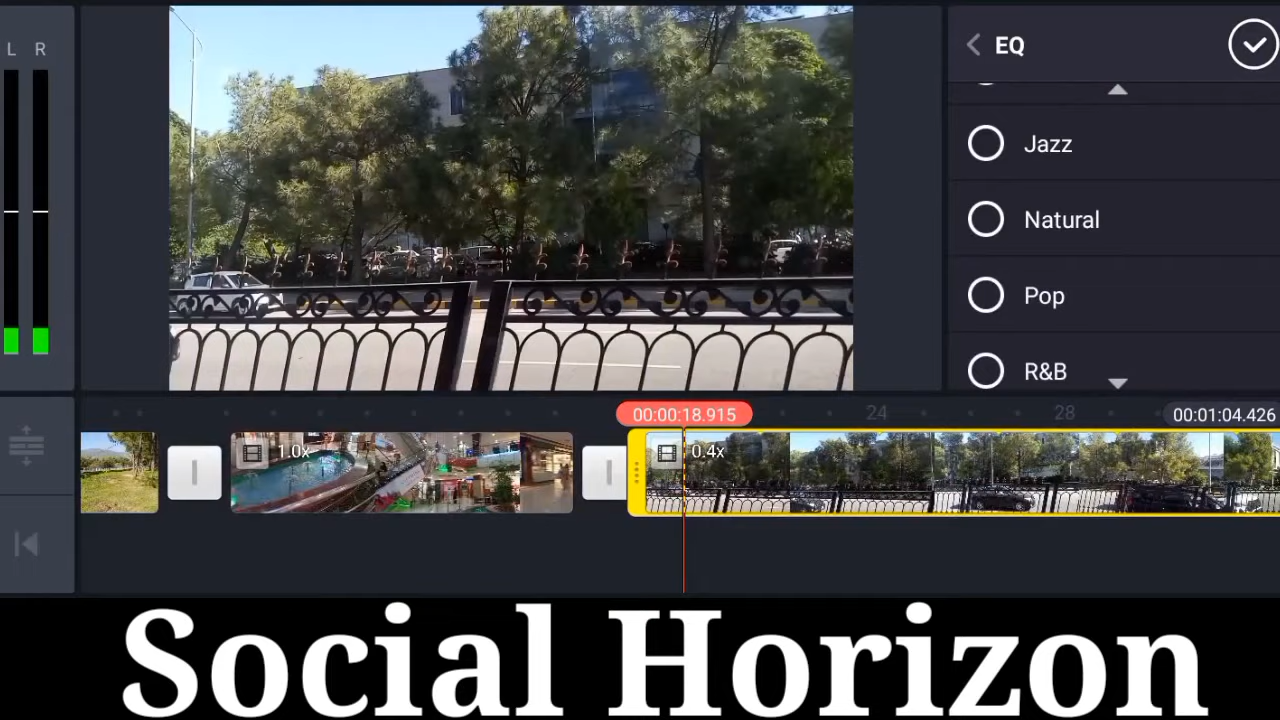 L R
EQ
Jazz
Natural
Pop
R&B
00:00:18.915
24
28
00:01:04.426
1.0x
0.4x
Social Horizon